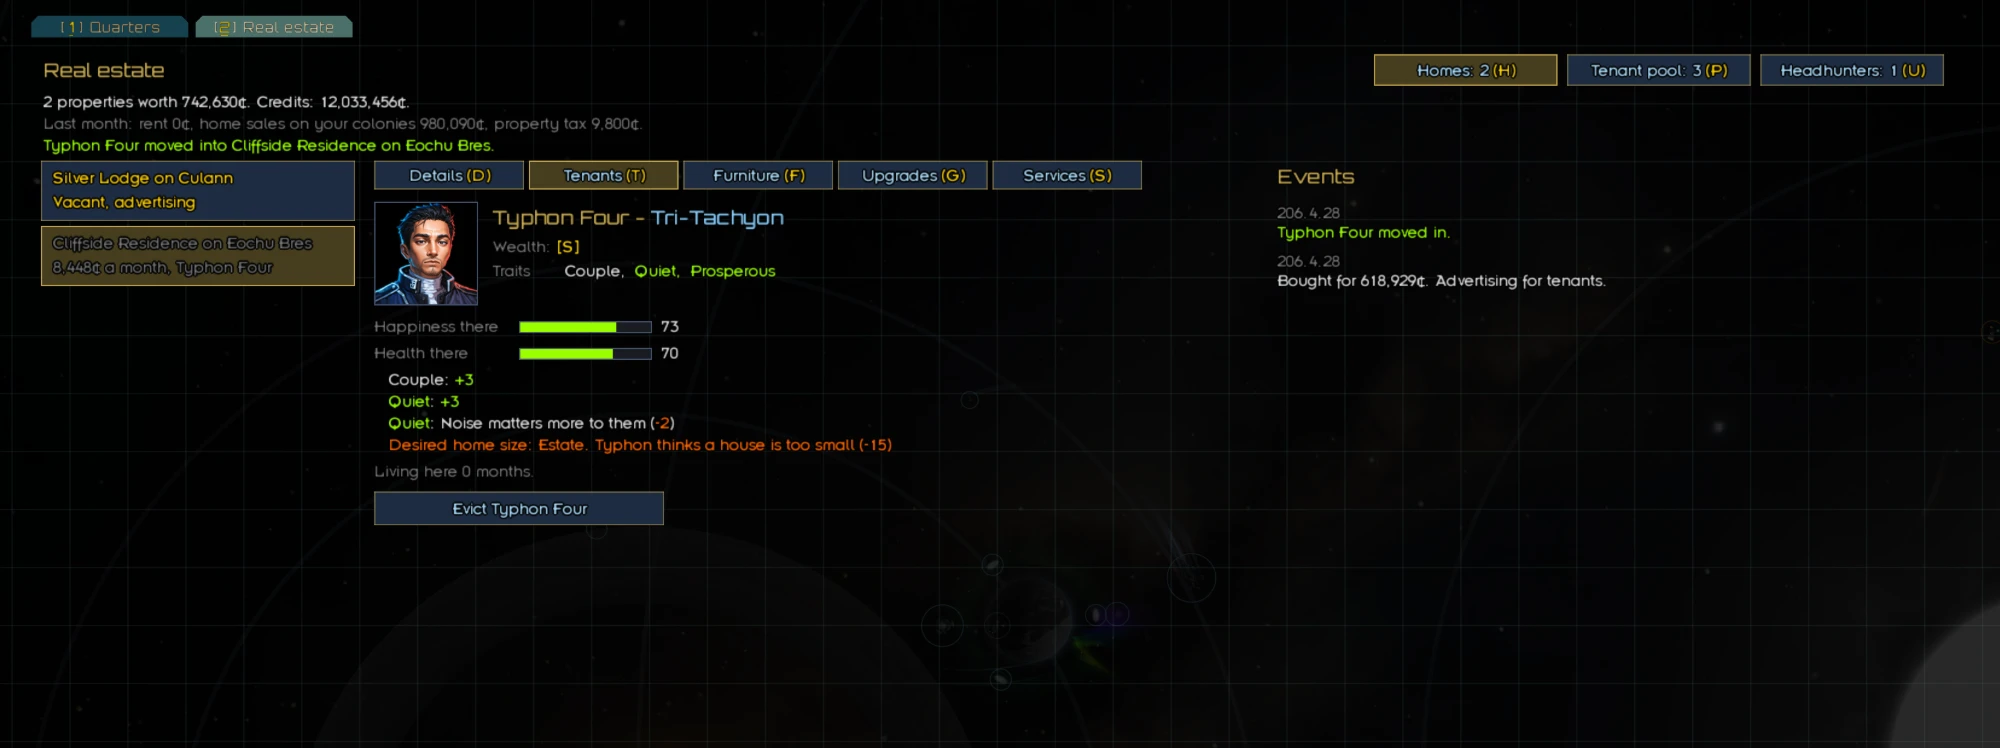 [1] Quarters
[2] Real estate
Real estate
Homes: 2 (H)
Tenant pool: 3 (P)
Headhunters: 1 (U)
2 properties worth 742,630¢. Credits: 12,033,456¢.
Last month: rent 0¢, home sales on your colonies 980,090¢, property tax 9,800¢.
Typhon Four moved into Cliffside Residence on Eochu Bres.
Silver Lodge on Culann
Vacant, advertising
Cliffside Residence on Eochu Bres
8,448¢ a month, Typhon Four
Details (D)
Tenants (T)
Furniture (F)
Upgrades (G)
Services (S)
Typhon Four - Tri-Tachyon
Wealth: [S]
Traits Couple, Quiet, Prosperous
Happiness there 73
Health there 70
Couple: +3
Quiet: +3
Quiet: Noise matters more to them (-2)
Desired home size: Estate. Typhon thinks a house is too small (-15)
Living here 0 months.
Evict Typhon Four
Events
206.4.28
Typhon Four moved in.
206.4.28
Bought for 618,929¢. Advertising for tenants.